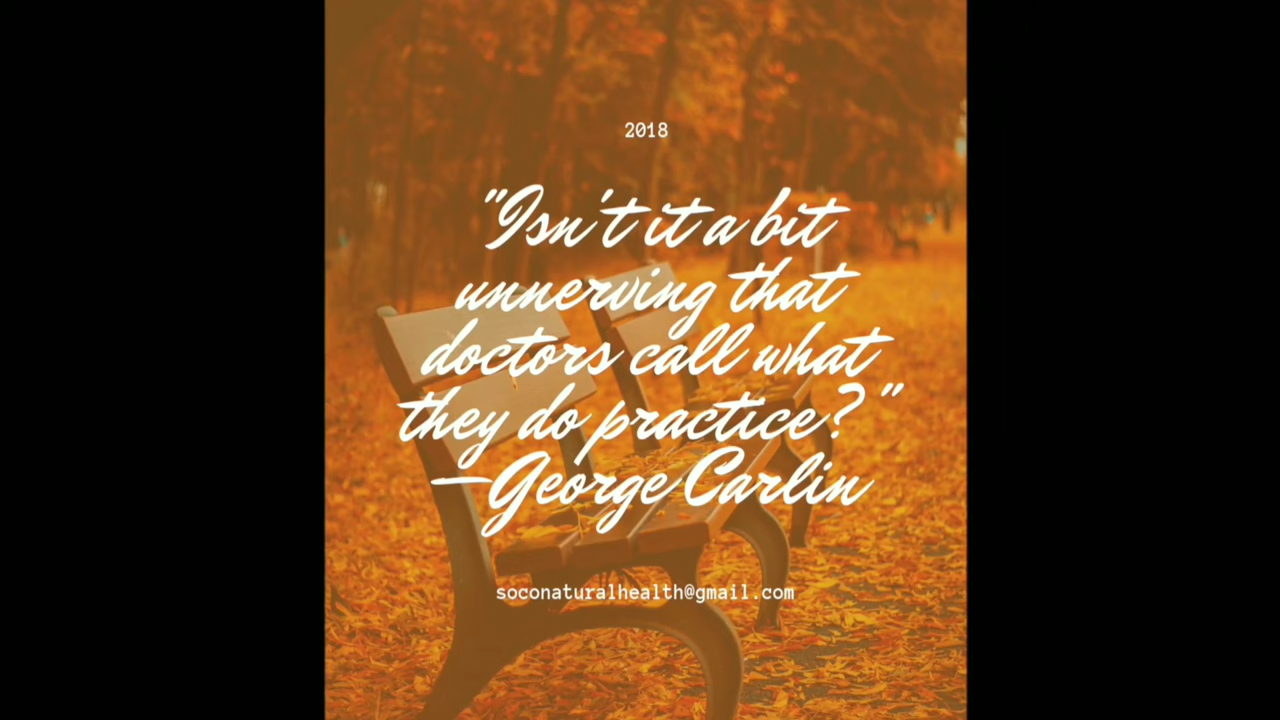 2018
"Isn't it a bit
unnerving that
doctors call what
they do practice?"
—George Carlin
soconaturalhealth@gmail.com